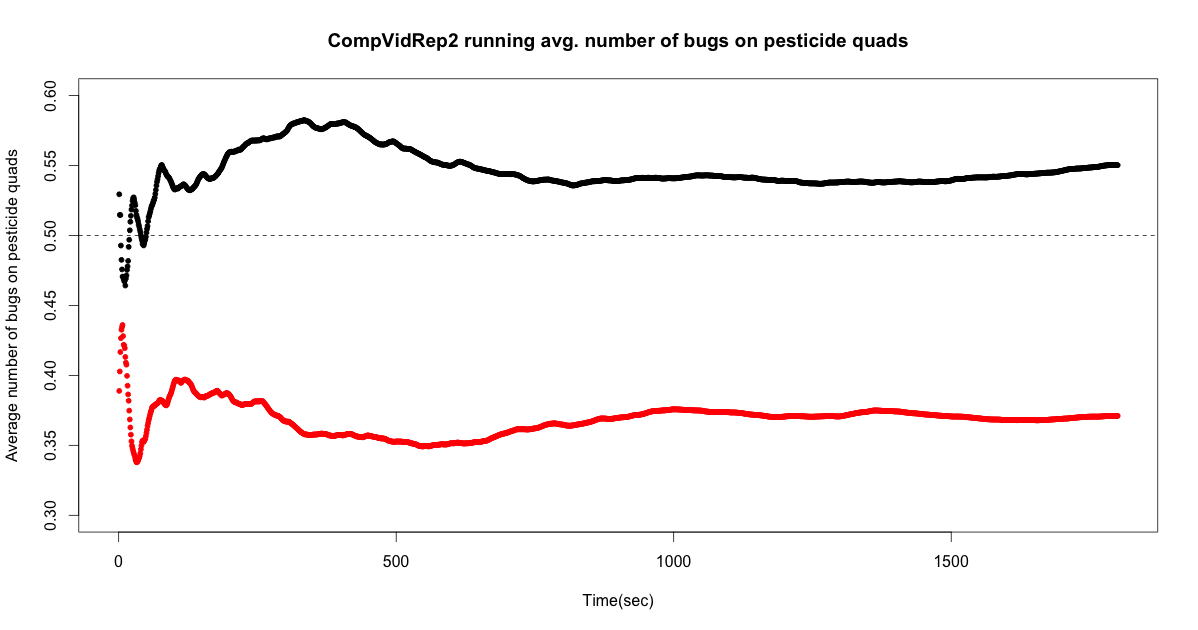 CompVidRep2 running avg. number of bugs on pesticide quads
Average number of bugs on pesticide quads
0.60
0.55
0.50
0.45
0.40
0.35
0.30
0 500 1000 1500
Time(sec)